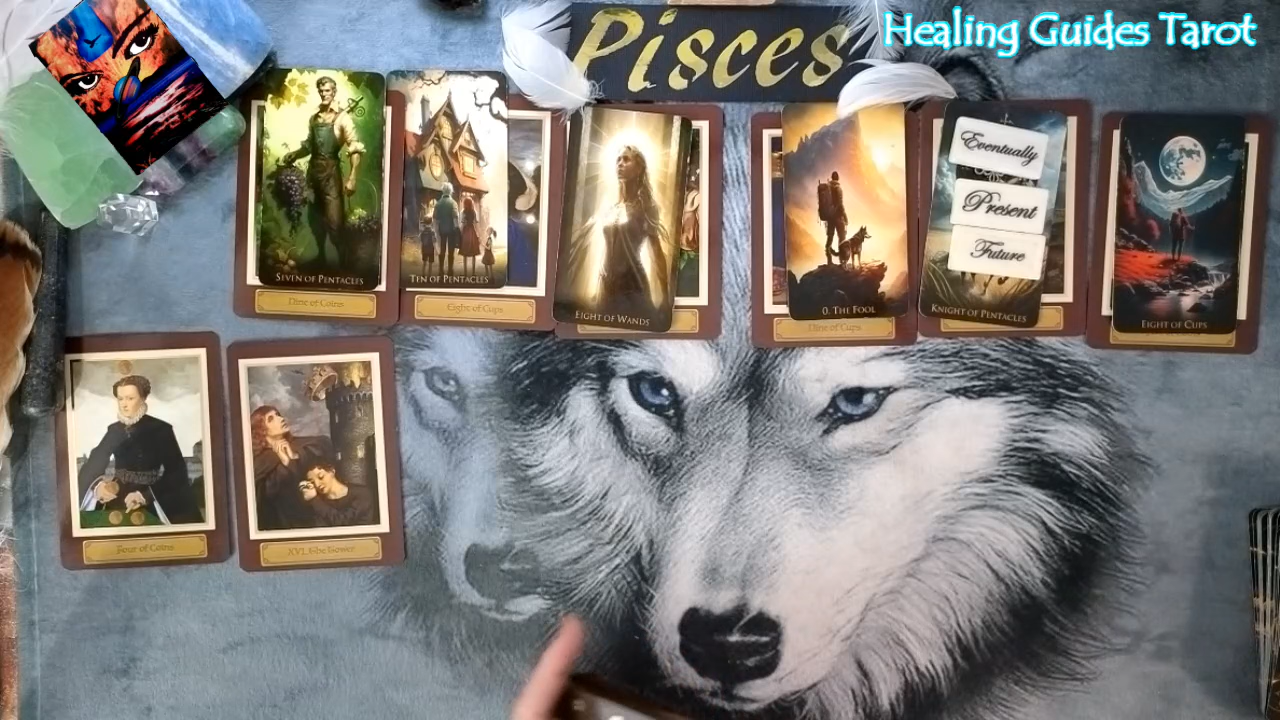 Pisces
Healing Guides Tarot
SEVEN OF PENTACLES
TEN OF PENTACLES
EIGHT OF WANDS
0. THE FOOL
Eventually
Present
Future
KNIGHT OF PENTACLES
EIGHT OF CUPS
Nine of Coins
Eight of Cups
Nine of Cups
Four of Coins
XVI. The Tower